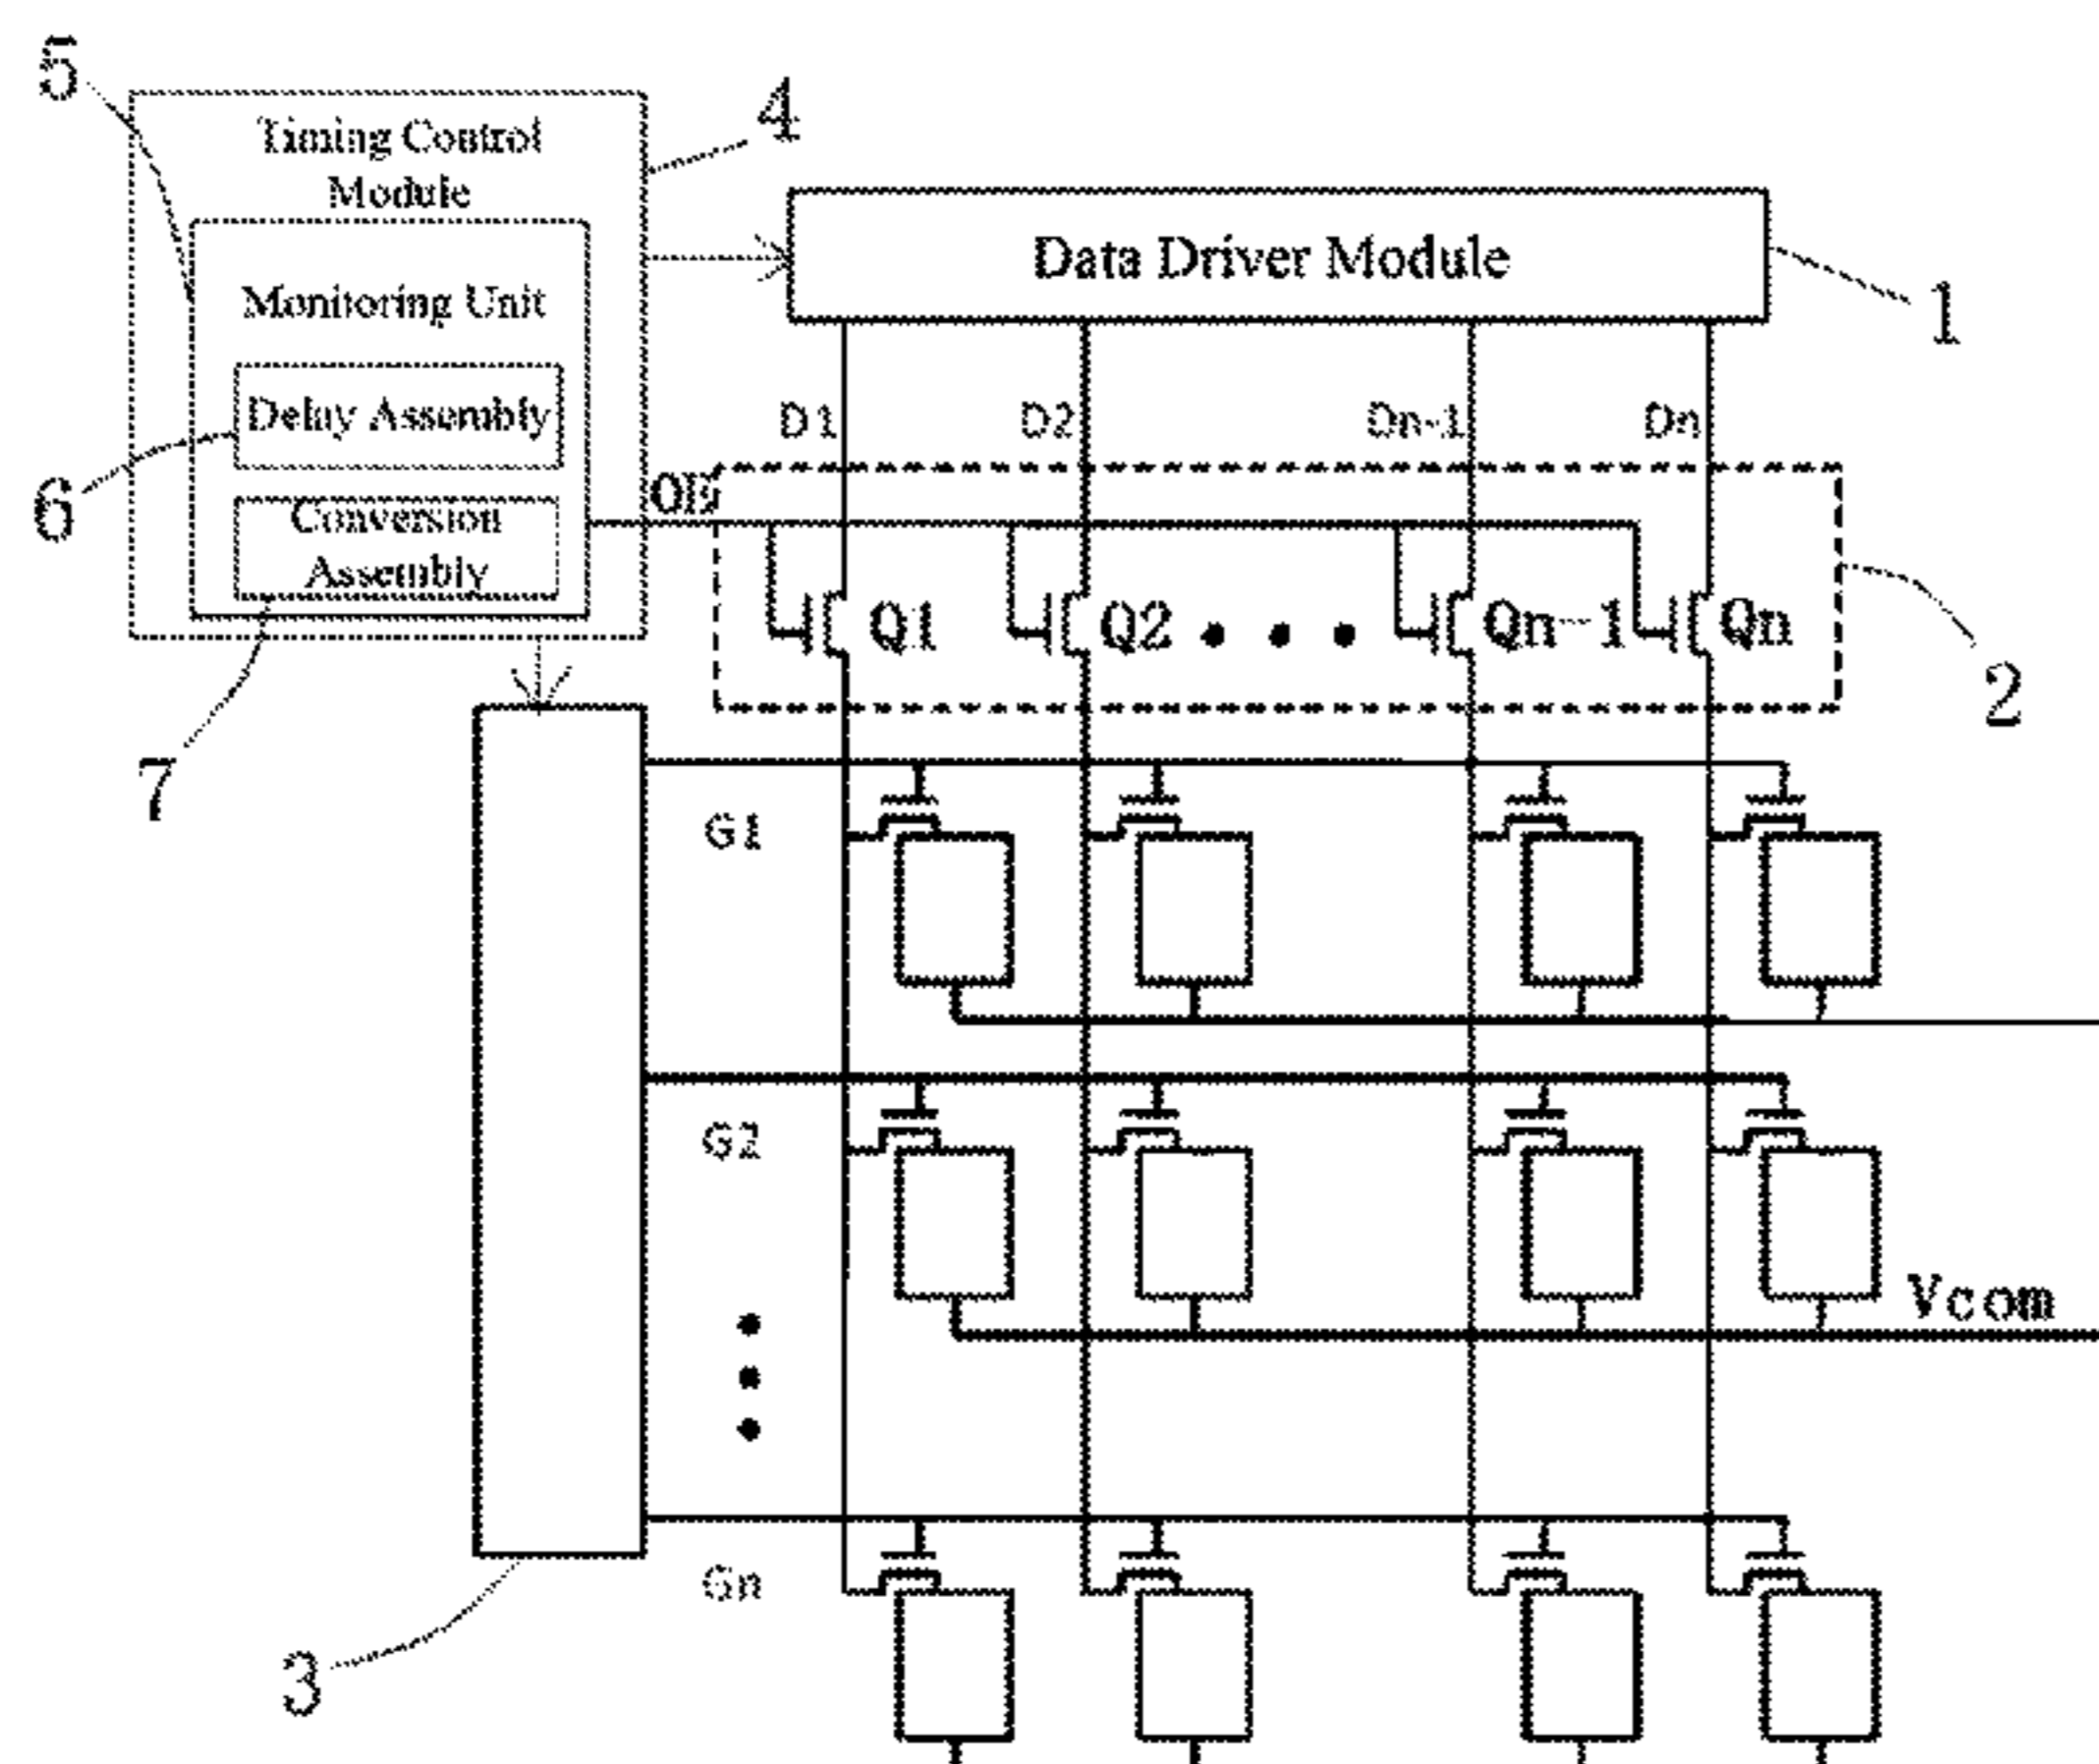 5
Timing Control
Module
4
Monitoring Unit
Data Driver Module
1
Delay Assembly
D1
D2
Dn-1
Dn
6
OE
Conversion
Assembly
Q1
Q2
Qn-1
Qn
2
7
G1
G2
Vcom
Gn
3